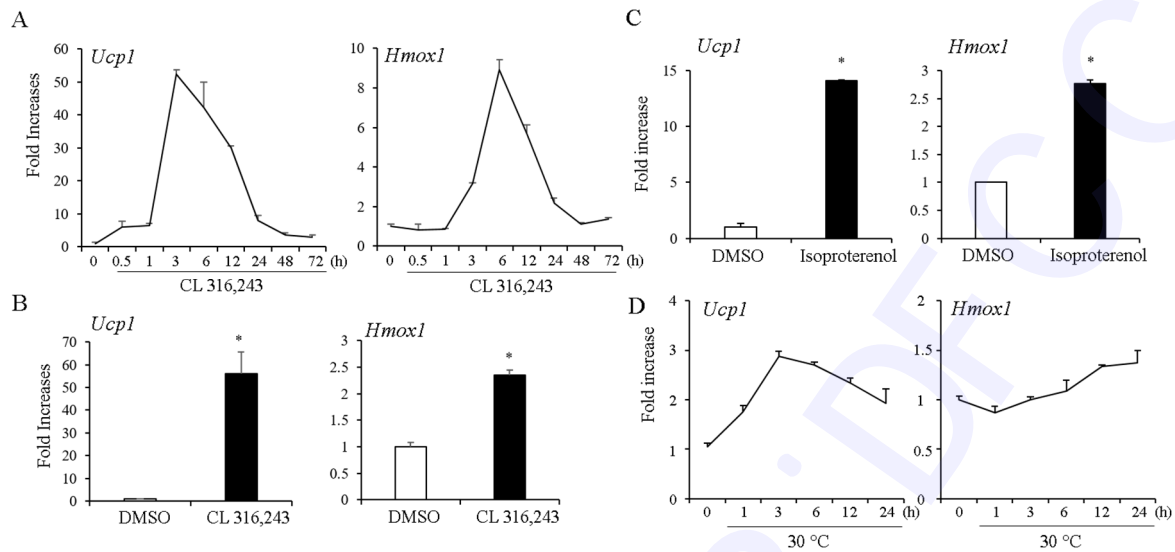 A
Ucp1
Fold Increases
60
50
40
30
20
10
0
0 0.5 1 3 6 12 24 48 72 (h)
CL 316,243
Hmox1
10
8
6
4
2
0
0 0.5 1 3 6 12 24 48 72 (h)
CL 316,243
B
Ucp1
Fold Increases
70
60
50
40
30
20
10
0
*
DMSO CL 316,243
Hmox1
3
2.5
2
1.5
1
0.5
0
*
DMSO CL 316,243
C
Ucp1
Fold increase
15
10
5
0
*
DMSO Isoproterenol
Hmox1
3
2.5
2
1.5
1
0.5
0
*
DMSO Isoproterenol
D
Ucp1
Fold increase
4
3
2
1
0
0 1 3 6 12 24 (h)
30 °C
Hmox1
2
1.5
1
0.5
0
0 1 3 6 12 24 (h)
30 °C